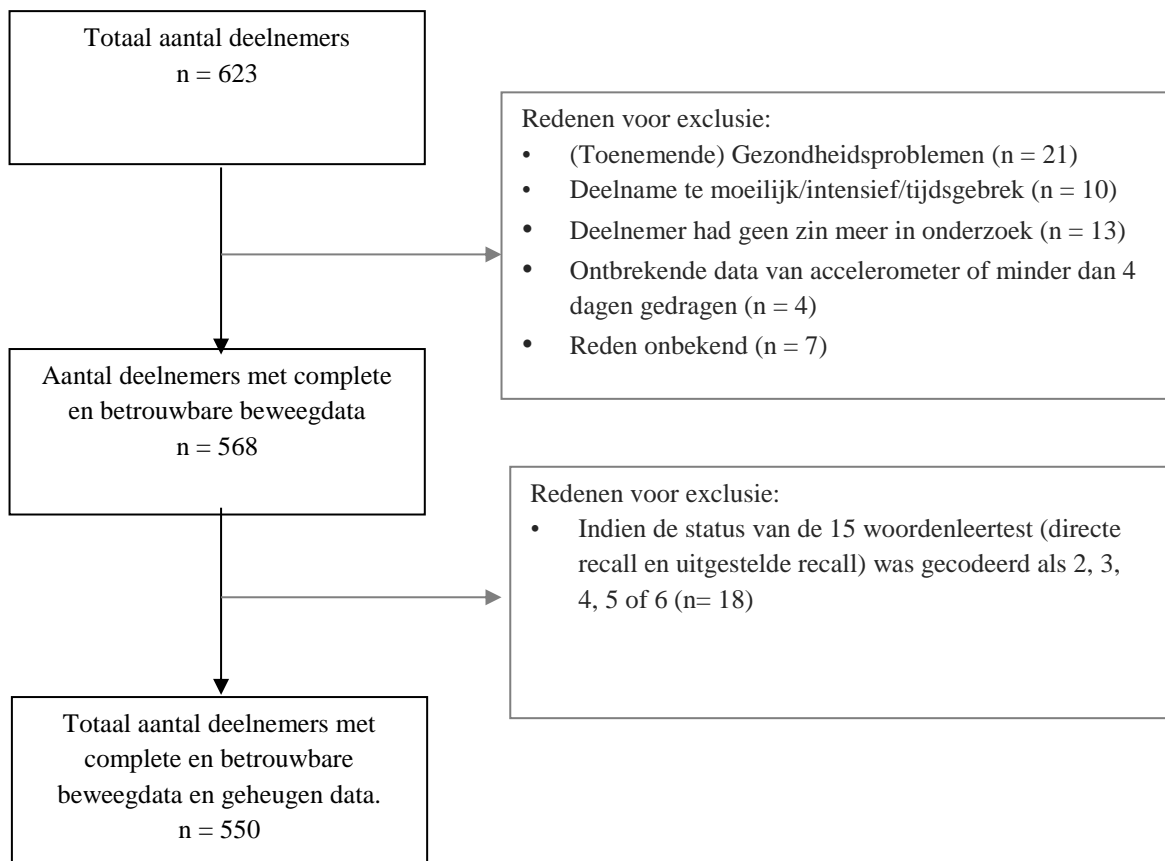 Totaal aantal deelnemers
n = 623
Redenen voor exclusie:
• (Toenemende) Gezondheidsproblemen (n = 21)
• Deelname te moeilijk/intensief/tijdsgebrek (n = 10)
• Deelnemer had geen zin meer in onderzoek (n = 13)
• Ontbrekende data van accelerometer of minder dan 4
dagen gedragen (n = 4)
• Reden onbekend (n = 7)
Aantal deelnemers met complete
en betrouwbare beweegdata
n = 568
Redenen voor exclusie:
• Indien de status van de 15 woordenleertest (directe
recall en uitgestelde recall) was gecodeerd als 2, 3,
4, 5 of 6 (n= 18)
Totaal aantal deelnemers met
complete en betrouwbare
beweegdata en geheugen data.
n = 550